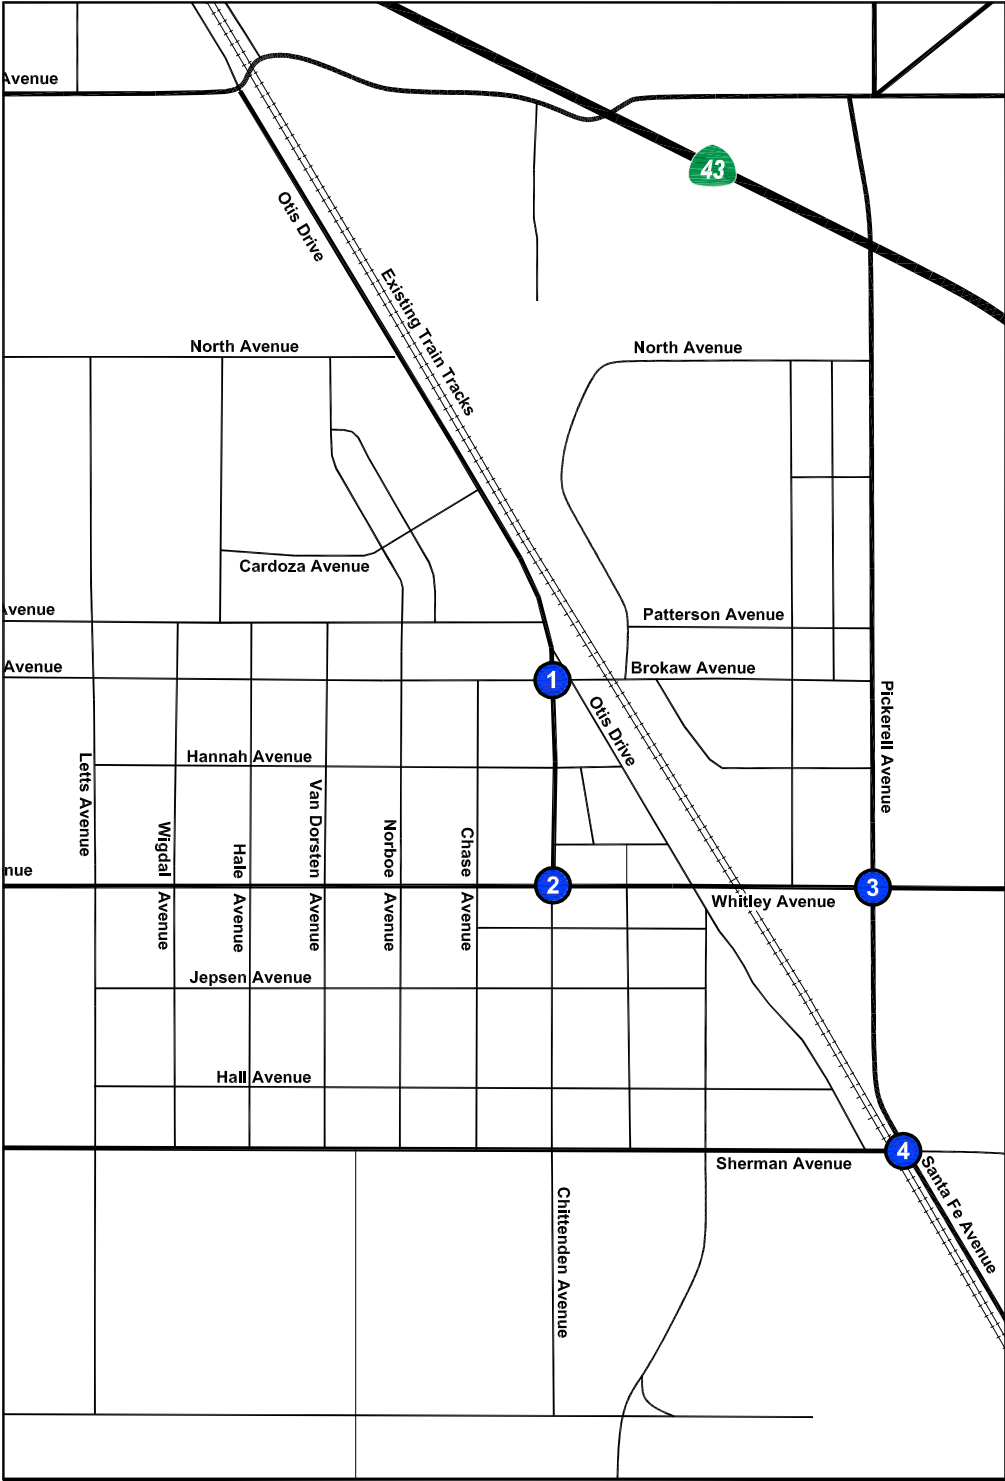 Avenue
43
Otis Drive
Existing Train Tracks
North Avenue
North Avenue
Cardoza Avenue
Avenue
Patterson Avenue
Avenue
Brokaw Avenue
1
Otis Drive
Pickerell Avenue
Hannah Avenue
Letts Avenue
Van Dorsten
Avenue
Wigdal
Avenue
Hale
Avenue
Norboe
Avenue
Chase
Avenue
nue
2
3
Whitley Avenue
Jepsen Avenue
Hall Avenue
4
Sherman Avenue
Santa Fe Avenue
Chittenden Avenue